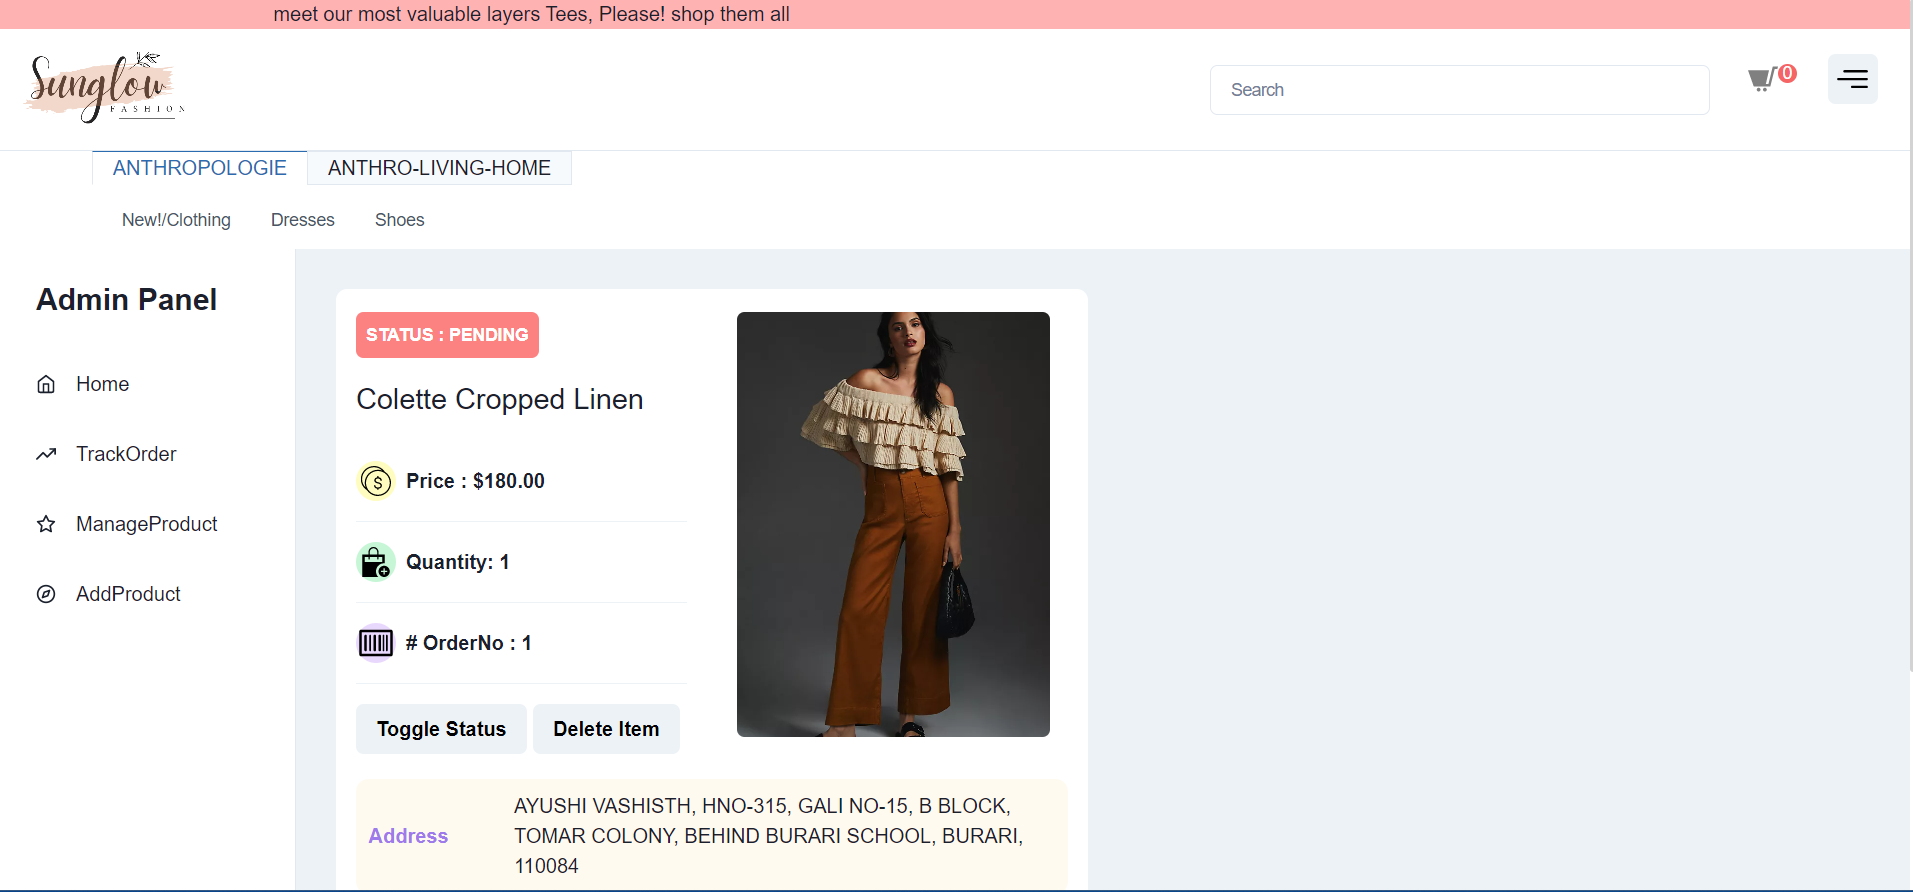 meet our most valuable layers Tees, Please! shop them all
Sunglow
FASHION
Search
0
ANTHROPOLOGIE
ANTHRO-LIVING-HOME
New!/Clothing
Dresses
Shoes
Admin Panel
Home
TrackOrder
ManageProduct
AddProduct
STATUS : PENDING
Colette Cropped Linen
$
Price : $180.00
Quantity: 1
# OrderNo : 1
Toggle Status
Delete Item
Address
AYUSHI VASHISTH, HNO-315, GALI NO-15, B BLOCK,
TOMAR COLONY, BEHIND BURARI SCHOOL, BURARI,
110084